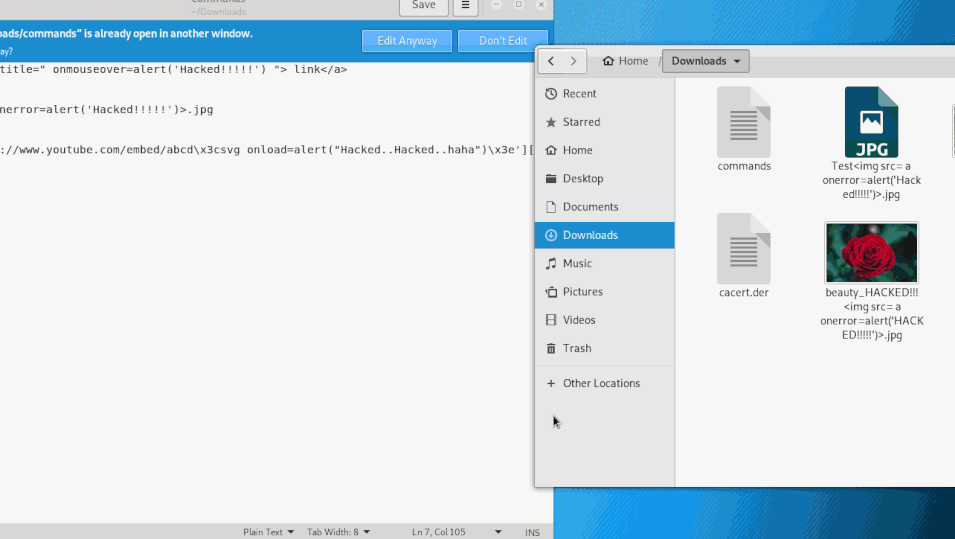 commands
~/Downloads
Save
oads/commands" is already open in another window.
ay?
Edit Anyway
Don't Edit
title=" onmouseover=alert('Hacked!!!!!') "> link</a>
nerror=alert('Hacked!!!!!')>.jpg
://www.youtube.com/embed/abcd\x3csvg onload=alert("Hacked..Hacked..haha")\x3e'][
Plain Text
Tab Width: 8
Ln 7, Col 105
INS
Home
/
Downloads
Recent
Starred
Home
Desktop
Documents
Downloads
Music
Pictures
Videos
Trash
+ Other Locations
commands
JPG
Test<img src= a
onerror=alert('Hack
ed!!!!!')>.jpg
cacert.der
beauty_HACKED!!!
<img src= a
onerror=alert('HACK
ED!!!!!')>.jpg